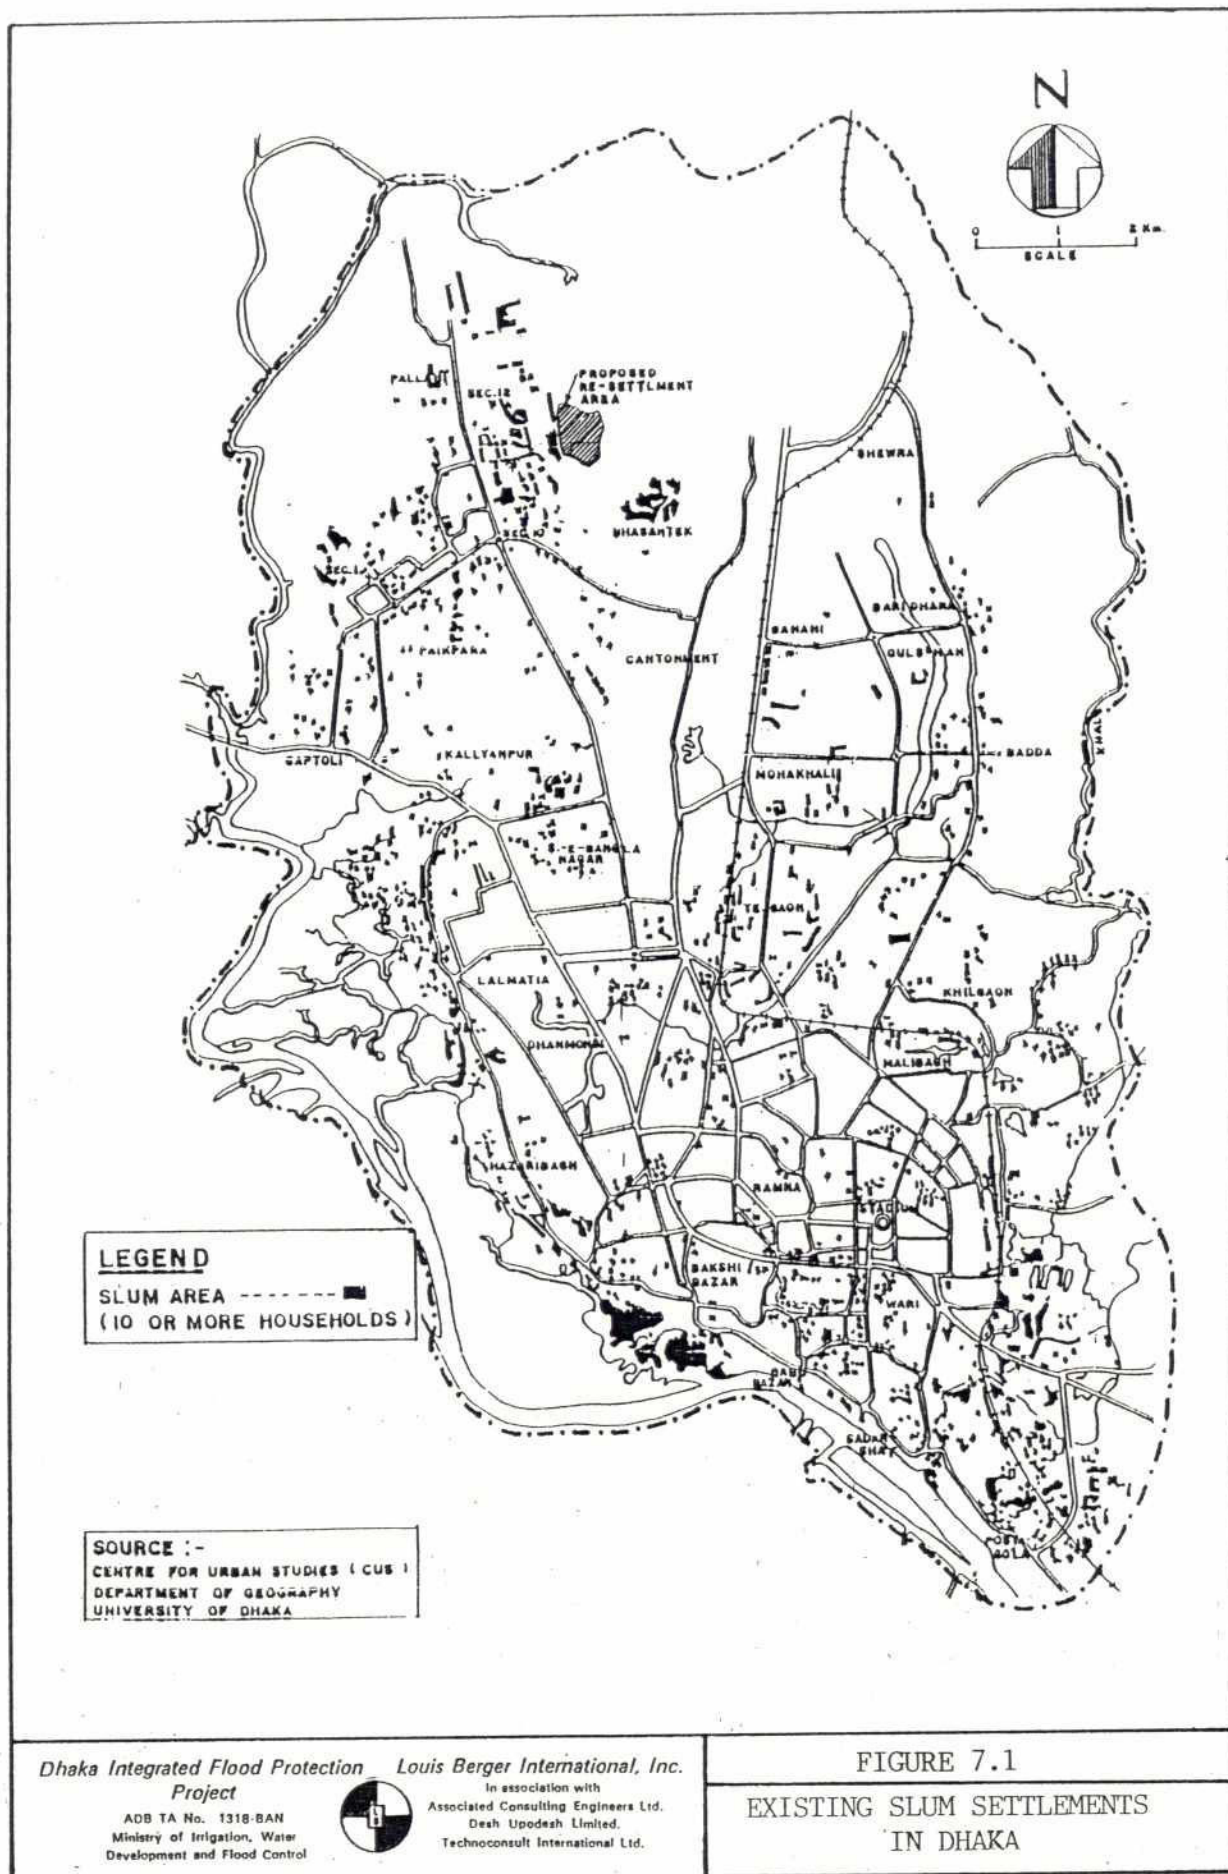 N
0 1 2 Km.
SCALE
PROPOSED
RE-SETTLMENT
AREA
SEC.12
SHEWRA
BHASANTEK
SEC.10
SEC.1
BARIDHARA
BANANI
GULSHAN
PAIKPARA
CANTONMENT
KHAL
BADDA
GAPTOLI
KALLYANPUR
MOHAKHALI
S.-E-BANGLA
NAGAR
TEJGAON
LALMATIA
KHILGAON
DHANMONDI
MALIBAGH
HAZARIBAGH
RAMNA
STADIUM
BAKSHI
BAZAR
WARI
BAZAR
SADAR
GHAT
LEGEND
SLUM AREA -------
(10 OR MORE HOUSEHOLDS)
SOURCE :-
CENTRE FOR URBAN STUDIES (CUS)
DEPARTMENT OF GEOGRAPHY
UNIVERSITY OF DHAKA
Dhaka Integrated Flood Protection
Project
ADB TA No. 1318-BAN
Ministry of Irrigation, Water
Development and Flood Control
Louis Berger International, Inc.
In association with
Associated Consulting Engineers Ltd.
Desh Upodesh Limited.
Technoconsult International Ltd.
FIGURE 7.1
EXISTING SLUM SETTLEMENTS
IN DHAKA